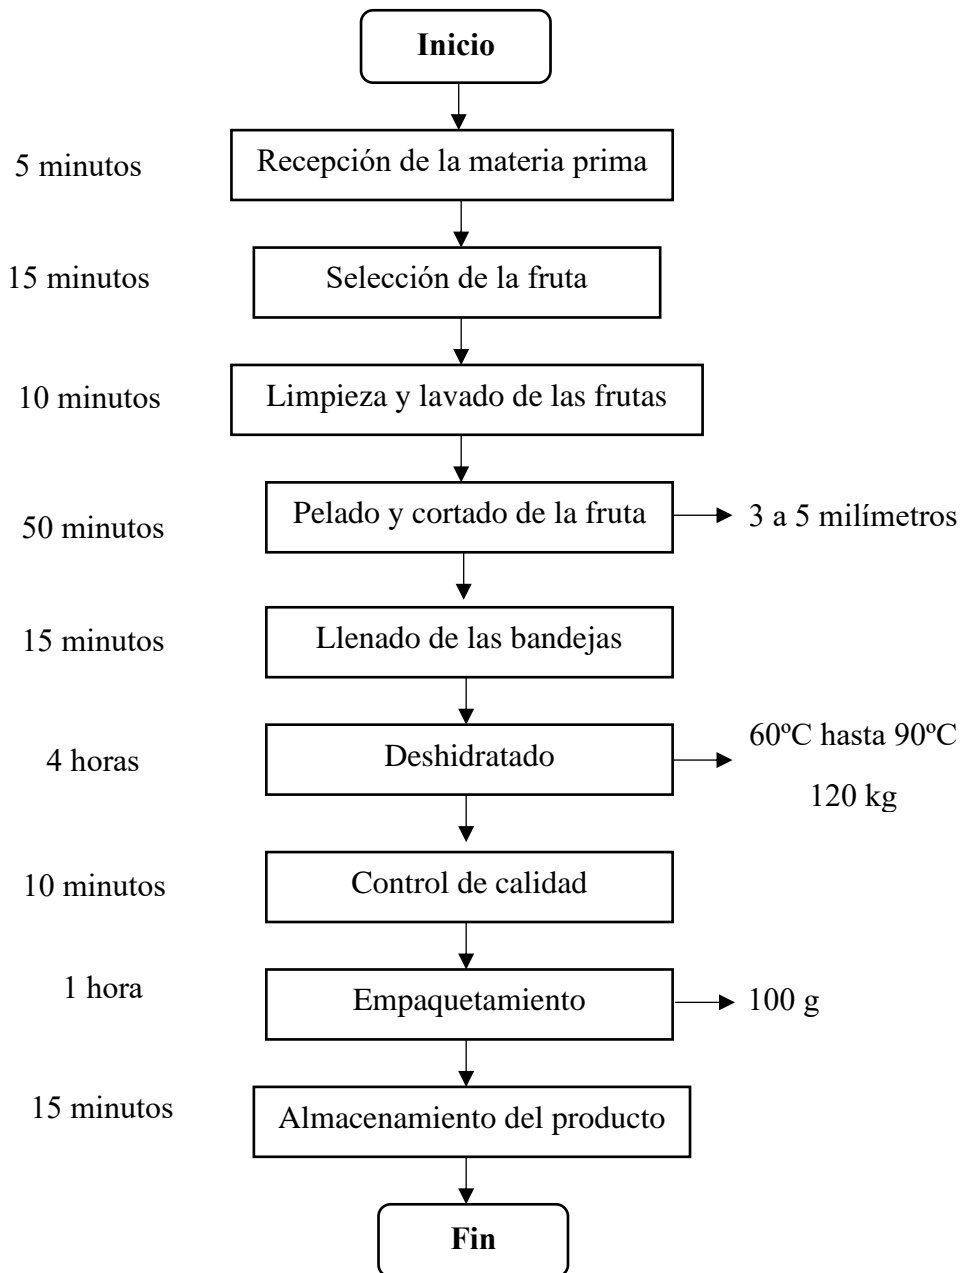 Inicio
5 minutos
Recepción de la materia prima
15 minutos
Selección de la fruta
10 minutos
Limpieza y lavado de las frutas
50 minutos
Pelado y cortado de la fruta
3 a 5 milímetros
15 minutos
Llenado de las bandejas
4 horas
Deshidratado
60ºC hasta 90ºC
120 kg
10 minutos
Control de calidad
1 hora
Empaquetamiento
100 g
15 minutos
Almacenamiento del producto
Fin